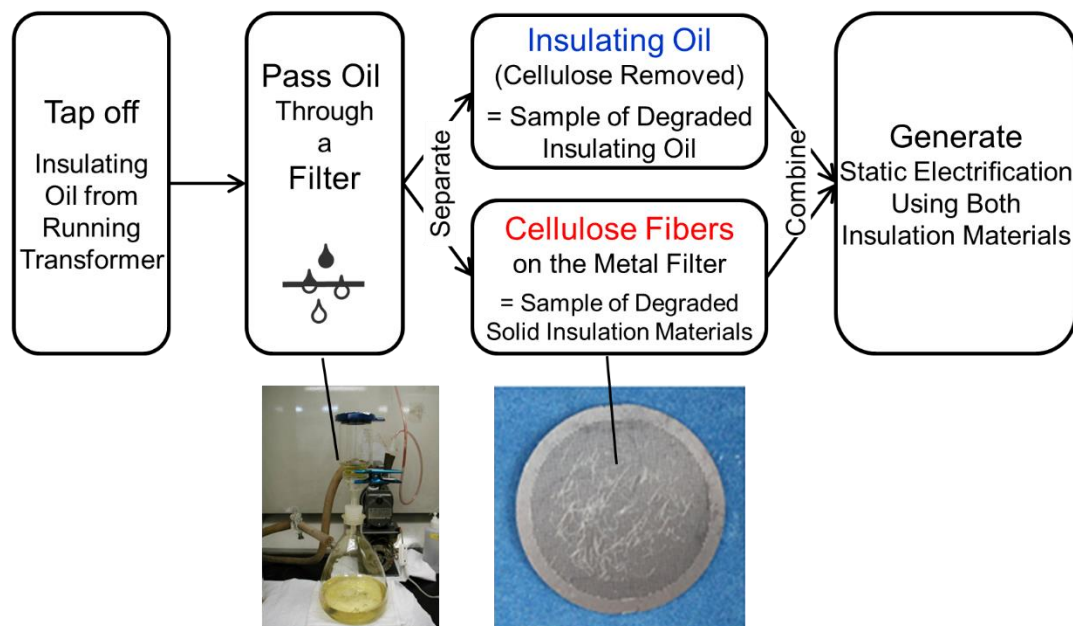 Tap off
Insulating
Oil from
Running
Transformer
Pass Oil
Through
a
Filter
Separate
Insulating Oil
(Cellulose Removed)
= Sample of Degraded
Insulating Oil
Cellulose Fibers
on the Metal Filter
= Sample of Degraded
Solid Insulation Materials
Combine
Generate
Static Electrification
Using Both
Insulation Materials